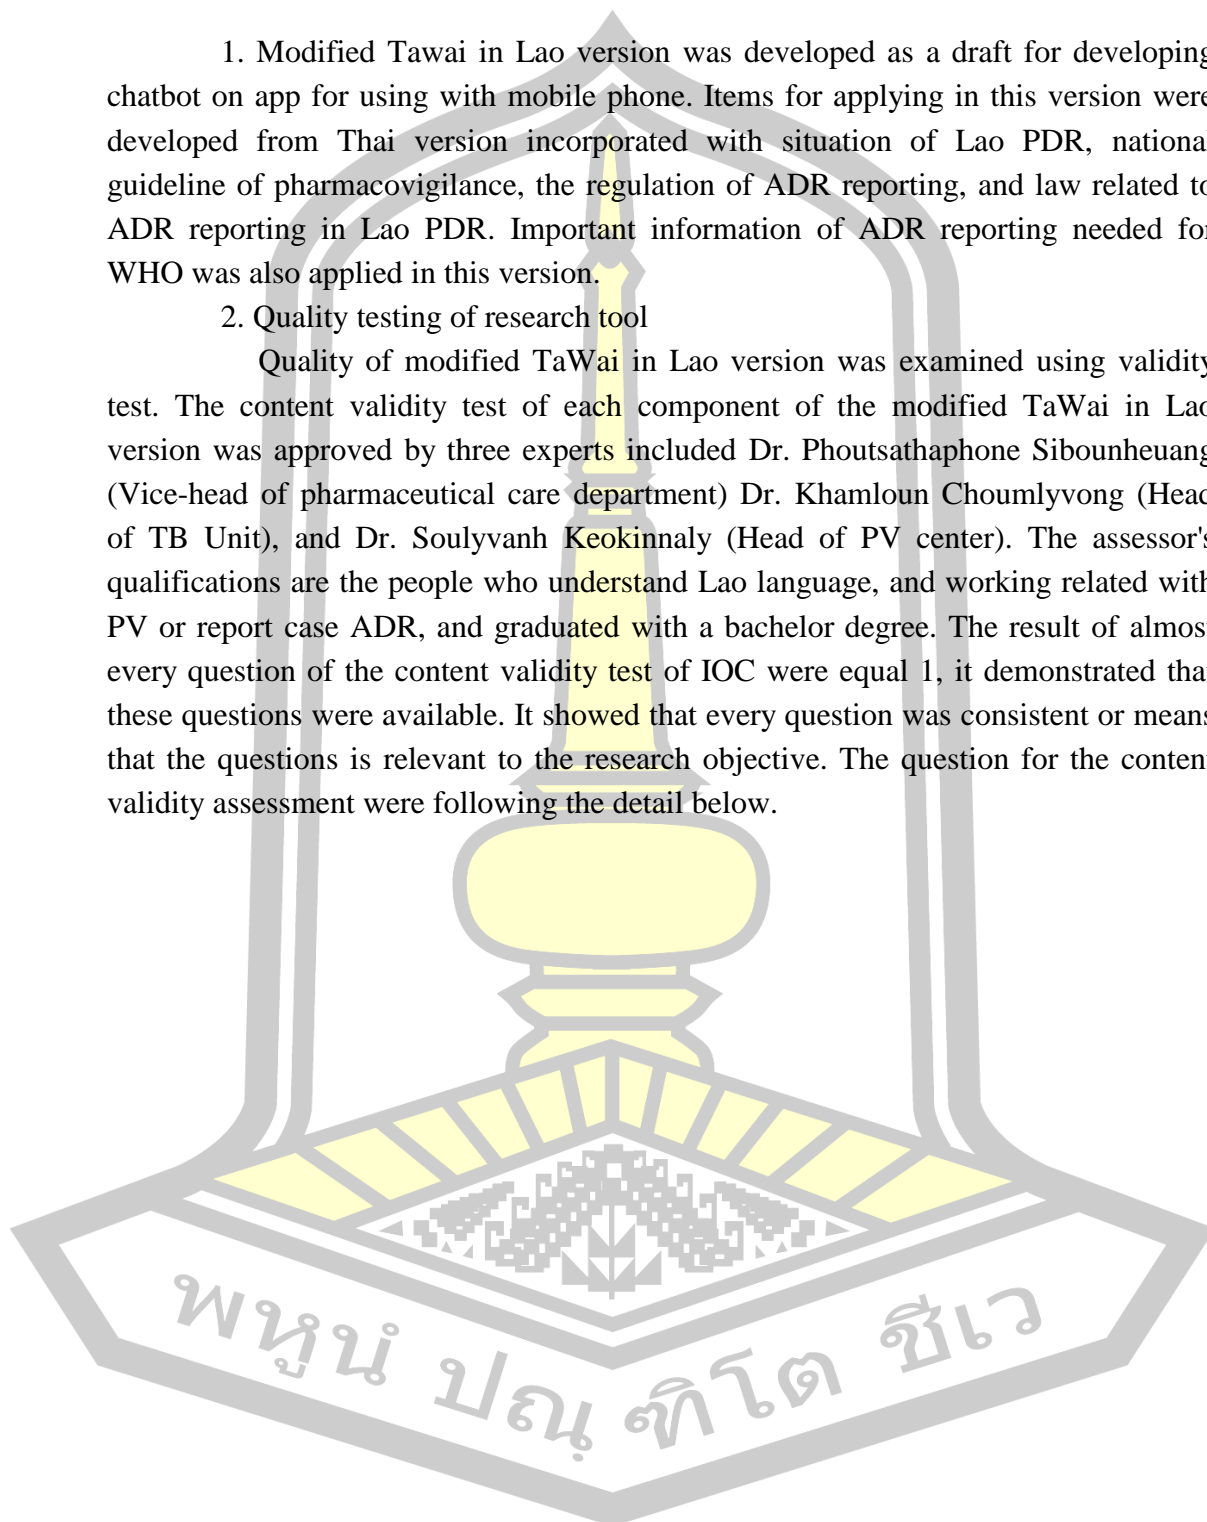 1. Modified Tawai in Lao version was developed as a draft for developing
chatbot on app for using with mobile phone. Items for applying in this version were
developed from Thai version incorporated with situation of Lao PDR, national
guideline of pharmacovigilance, the regulation of ADR reporting, and law related to
ADR reporting in Lao PDR. Important information of ADR reporting needed for
WHO was also applied in this version.
2. Quality testing of research tool
Quality of modified TaWai in Lao version was examined using validity
test. The content validity test of each component of the modified TaWai in Lao
version was approved by three experts included Dr. Phoutsathaphone Sibounheuang
(Vice-head of pharmaceutical care department) Dr. Khamloun Choumlyvong (Head
of TB Unit), and Dr. Soulyvanh Keokinnaly (Head of PV center). The assessor's
qualifications are the people who understand Lao language, and working related with
PV or report case ADR, and graduated with a bachelor degree. The result of almost
every question of the content validity test of IOC were equal 1, it demonstrated that
these questions were available. It showed that every question was consistent or means
that the questions is relevant to the research objective. The question for the content
validity assessment were following the detail below.
พหูนํ ปณฺฑิโต ชีเว